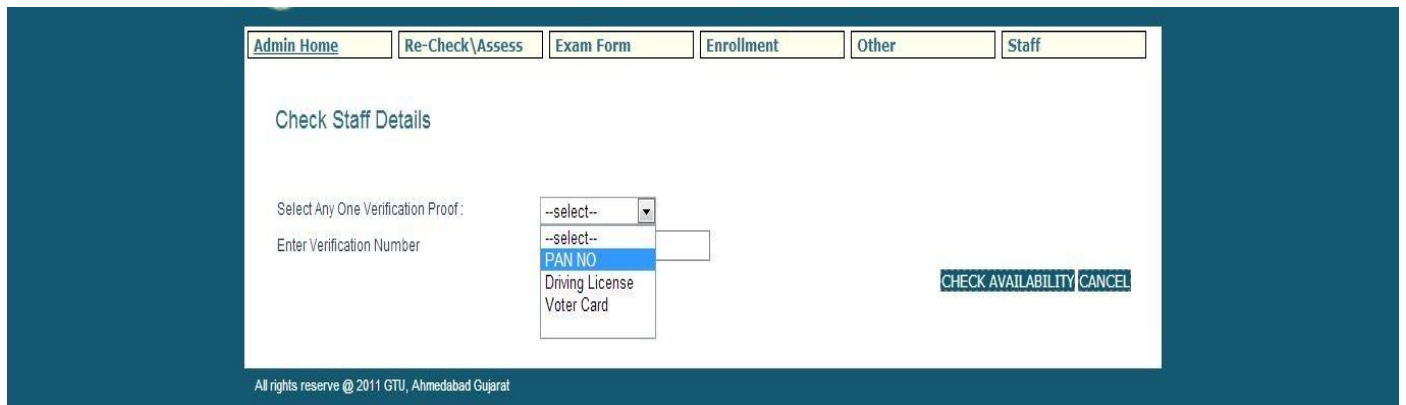 Admin Home Re-Check\Assess Exam Form Enrollment Other Staff
Check Staff Details
Select Any One Verification Proof : --select--
Enter Verification Number --select--
PAN NO
Driving License
Voter Card
CHECK AVAILABILITY CANCEL
All rights reserve @ 2011 GTU, Ahmedabad Gujarat